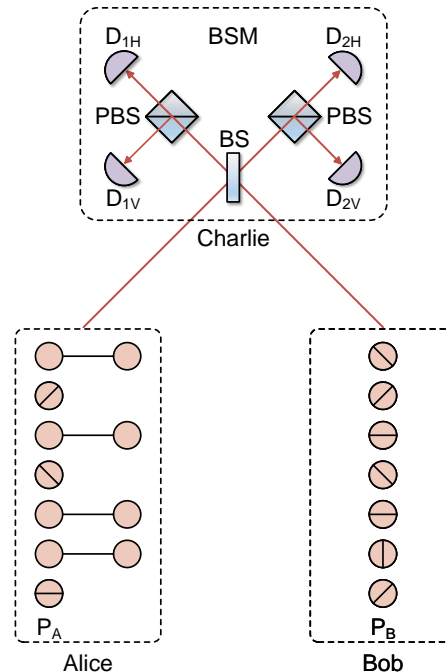 D1H BSM D2H
PBS BS PBS
D1V D2V
Charlie
PA PB
Alice Bob